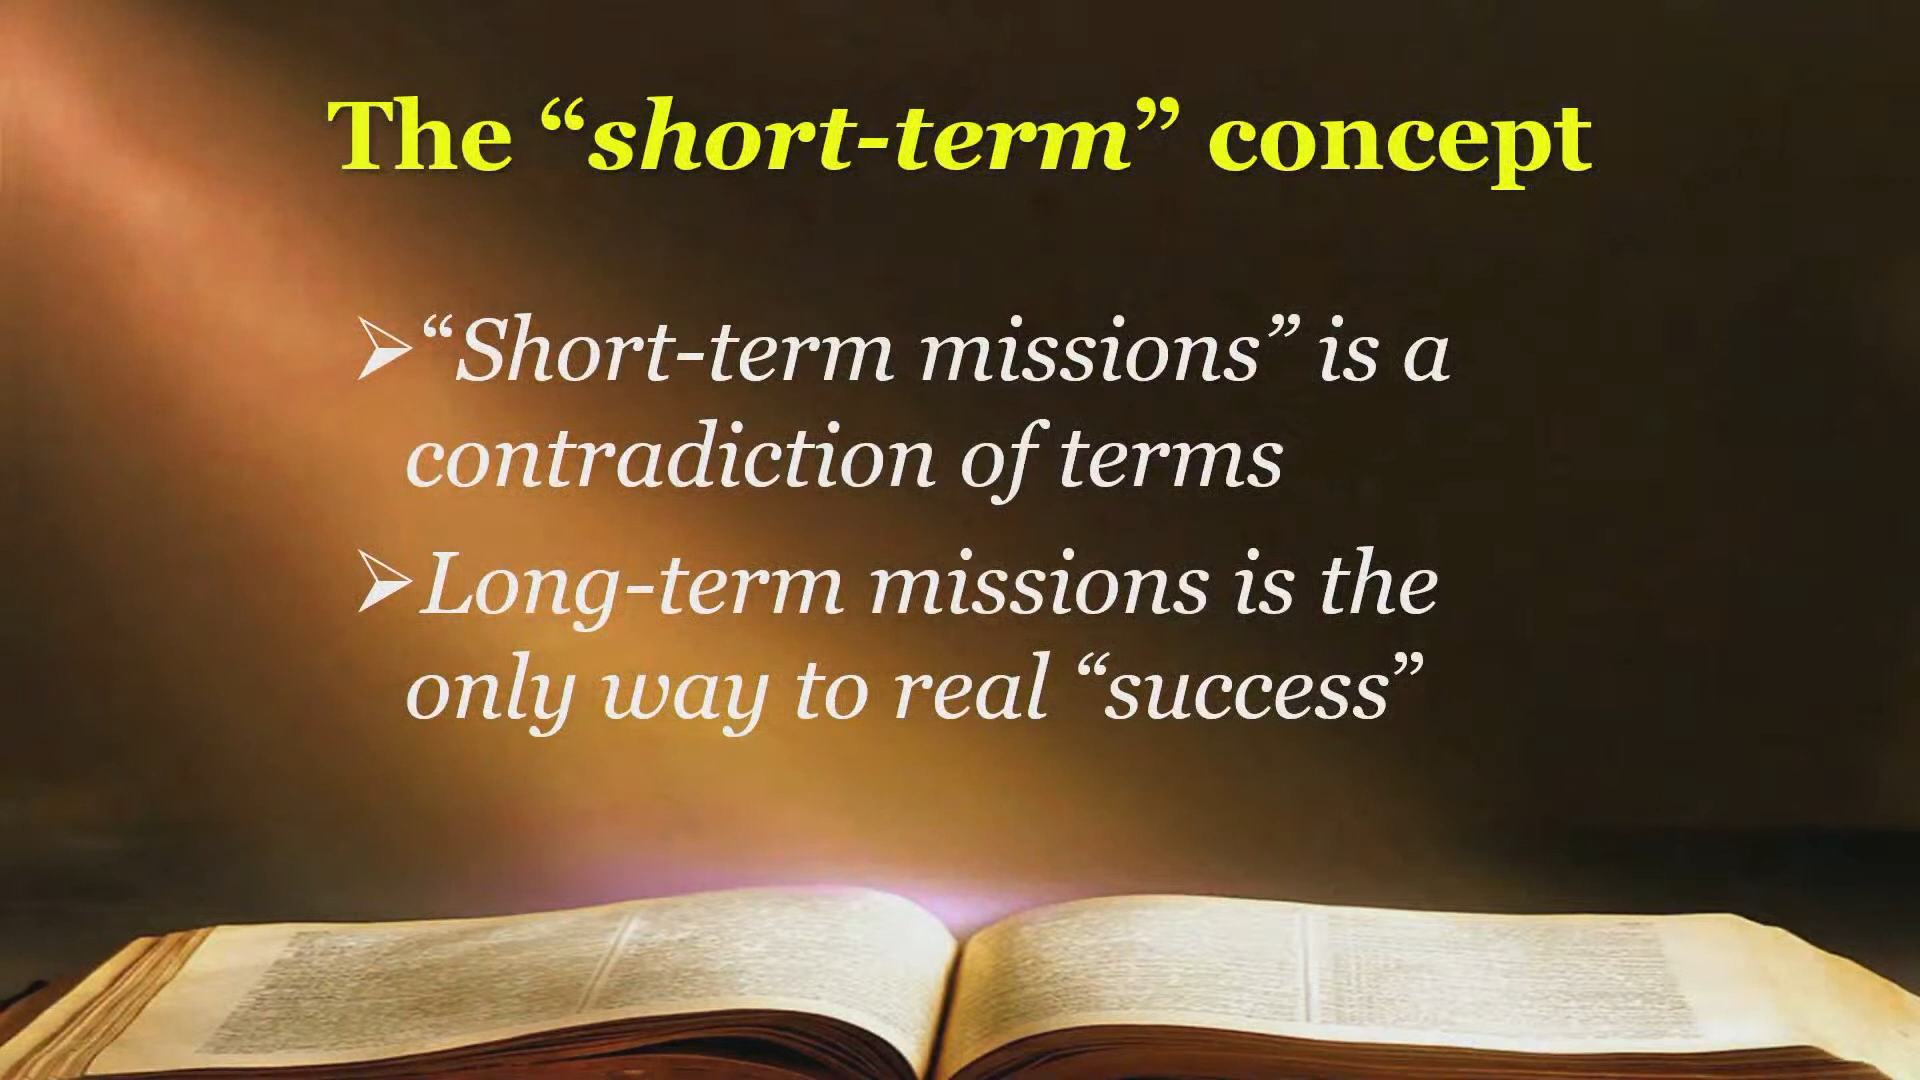 The “short-term” concept
➢“Short-term missions” is a
contradiction of terms
➢Long-term missions is the
only way to real “success”